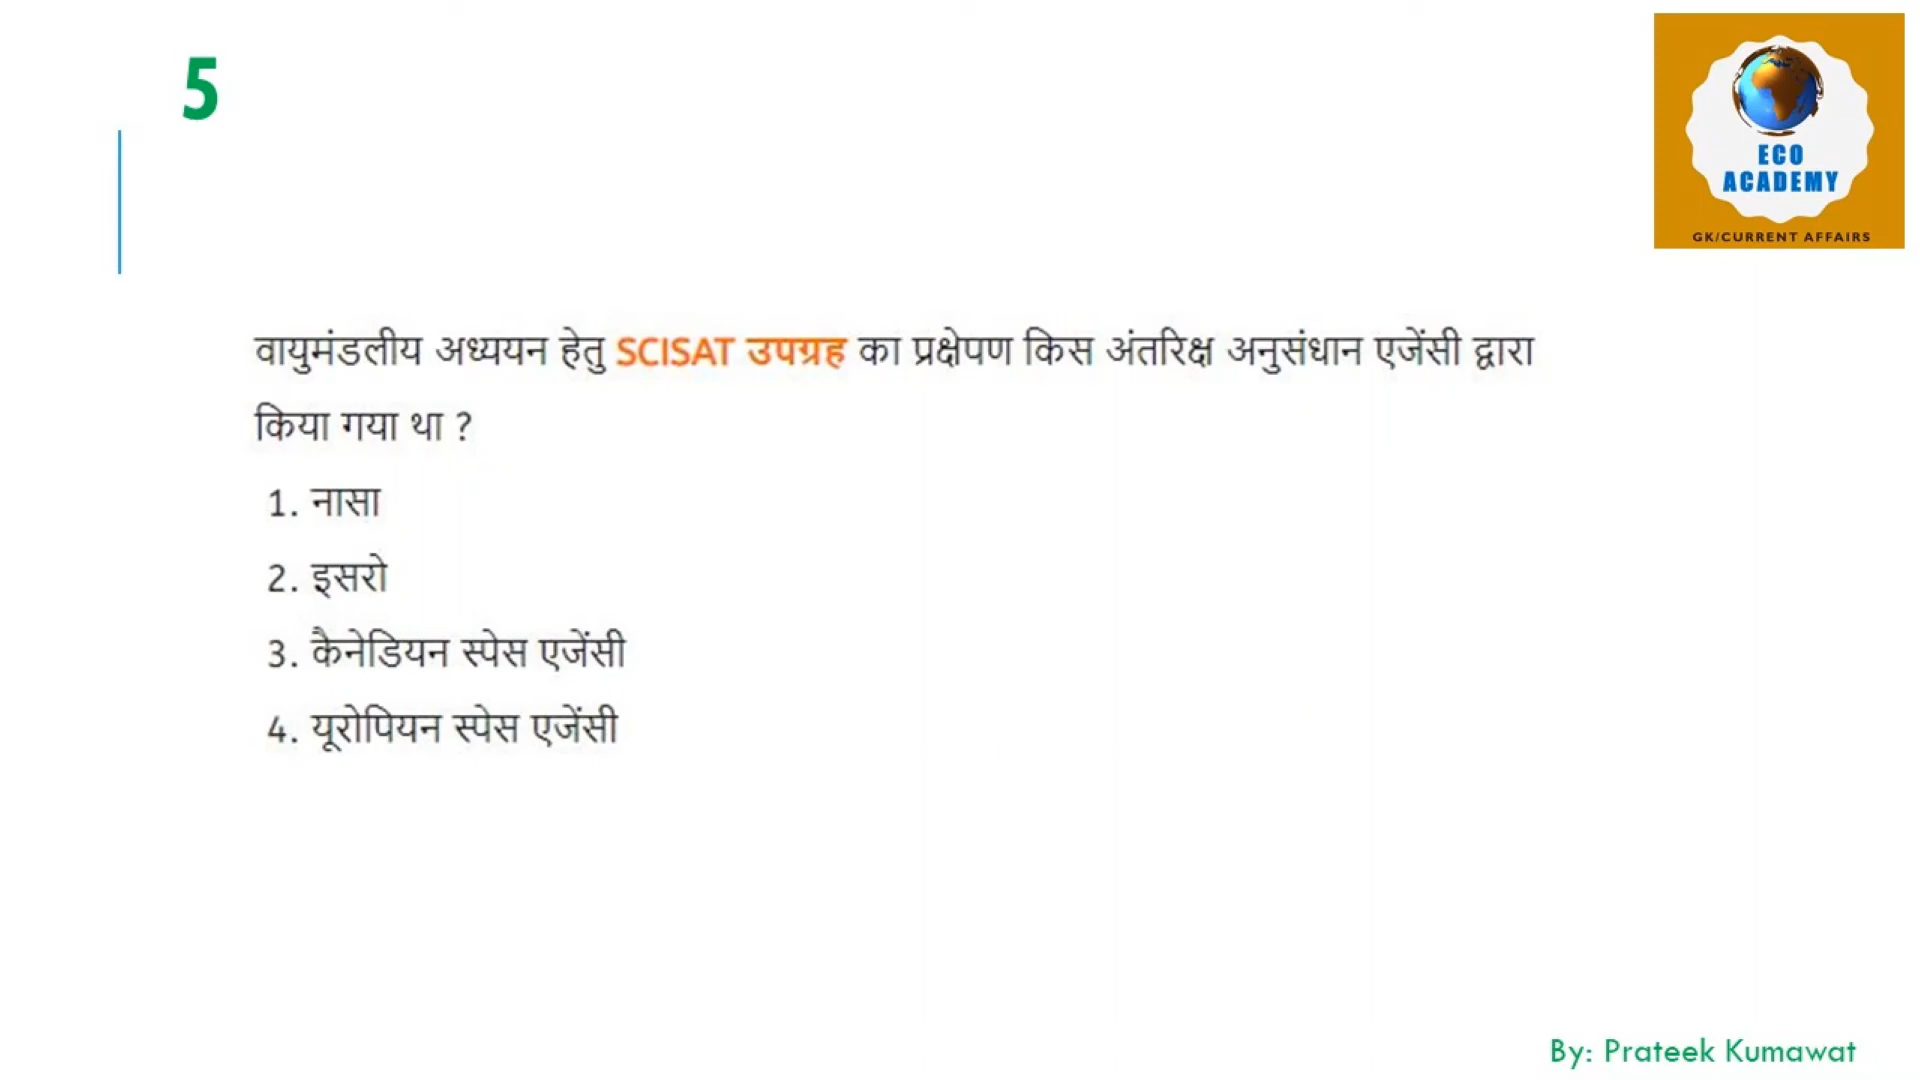 5
ECO
ACADEMY
GK/CURRENT AFFAIRS
वायुमंडलीय अध्ययन हेतु SCISAT उपग्रह का प्रक्षेपण किस अंतरिक्ष अनुसंधान एजेंसी द्वारा
किया गया था ?
1. नासा
2. इसरो
3. कैनेडियन स्पेस एजेंसी
4. यूरोपियन स्पेस एजेंसी
By: Prateek Kumawat